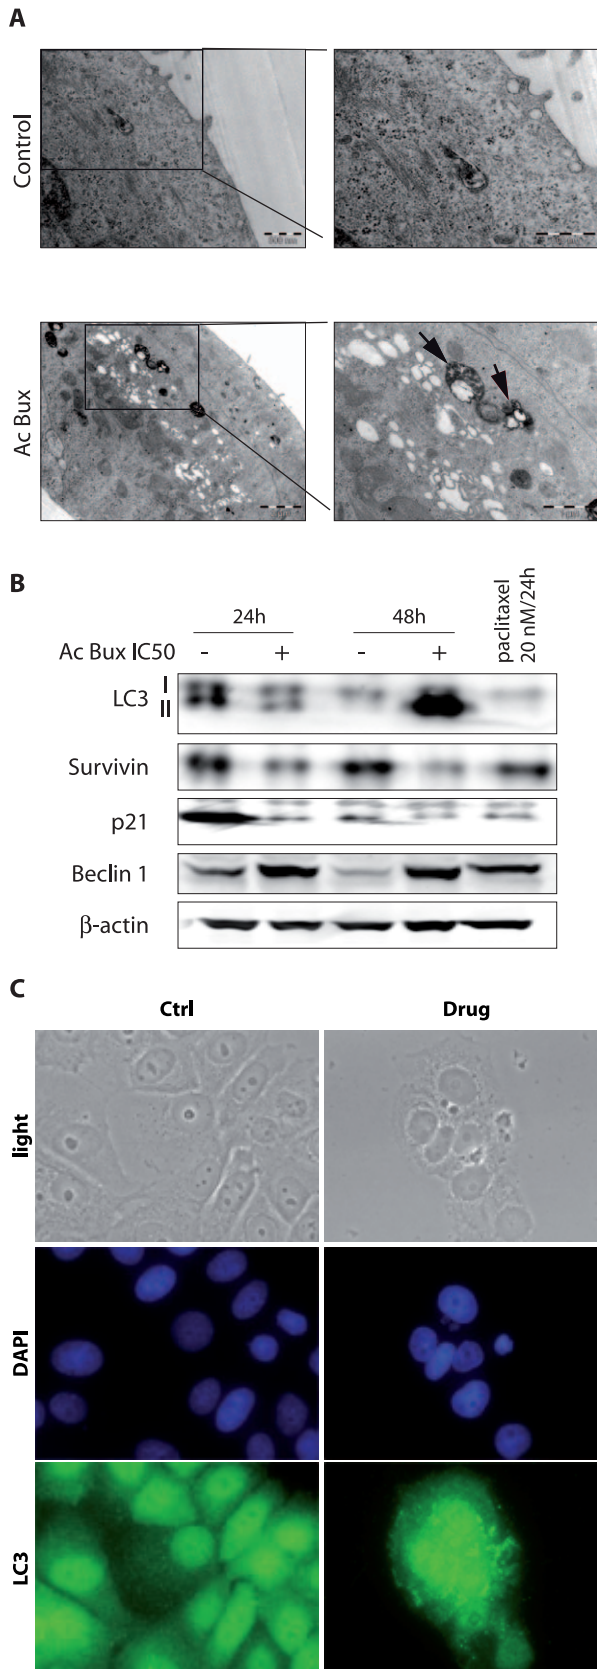 A
Control
Ac Bux
B
24h
48h
paclitaxel
20 nM/24h
Ac Bux IC50
-
+
-
+
LC3
I
II
Survivin
p21
Beclin 1
β-actin
C
Ctrl
Drug
light
DAPI
LC3